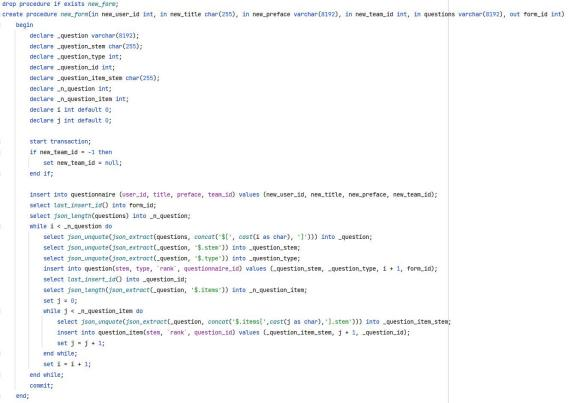 drop procedure if exists new_form;
create procedure new_form(in new_user_id int, in new_title char(255), in new_preface varchar(8192), in new_team_id int, in questions varchar(8192), out form_id int)
begin
declare _question varchar(8192);
declare _question_stem char(255);
declare _question_type int;
declare _question_id int;
declare _question_item_stem char(255);
declare _n_question int;
declare _n_question_item int;
declare i int default 0;
declare j int default 0;
start transaction;
if new_team_id = -1 then
set new_team_id = null;
end if;
insert into questionnaire (user_id, title, preface, team_id) values (new_user_id, new_title, new_preface, new_team_id);
select last_insert_id() into form_id;
select json_length(questions) into _n_question;
while i < _n_question do
select json_unquote(json_extract(questions, concat('$[', cast(i as char), ']'))) into _question;
select json_unquote(json_extract(_question, '$.stem')) into _question_stem;
select json_unquote(json_extract(_question, '$.type')) into _question_type;
insert into question(stem, type, `rank`, questionnaire_id) values (_question_stem, _question_type, i + 1, form_id);
select last_insert_id() into _question_id;
select json_length(json_extract(_question, '$.items')) into _n_question_item;
set j = 0;
while j < _n_question_item do
select json_unquote(json_extract(_question, concat('$.items[',cast(j as char),'].stem'))) into _question_item_stem;
insert into question_item(stem, `rank`, question_id) values (_question_item_stem, j + 1, _question_id);
set j = j + 1;
end while;
set i = i + 1;
end while;
commit;
end;